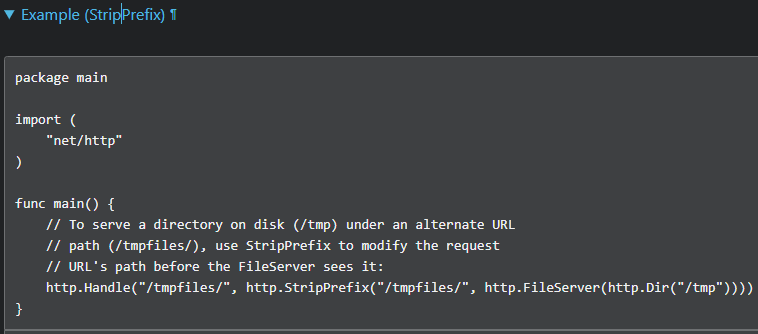 ▼ Example (StripPrefix) ¶
package main
import (
    "net/http"
)
func main() {
    // To serve a directory on disk (/tmp) under an alternate URL
    // path (/tmpfiles/), use StripPrefix to modify the request
    // URL's path before the FileServer sees it:
    http.Handle("/tmpfiles/", http.StripPrefix("/tmpfiles/", http.FileServer(http.Dir("/tmp"))))
}